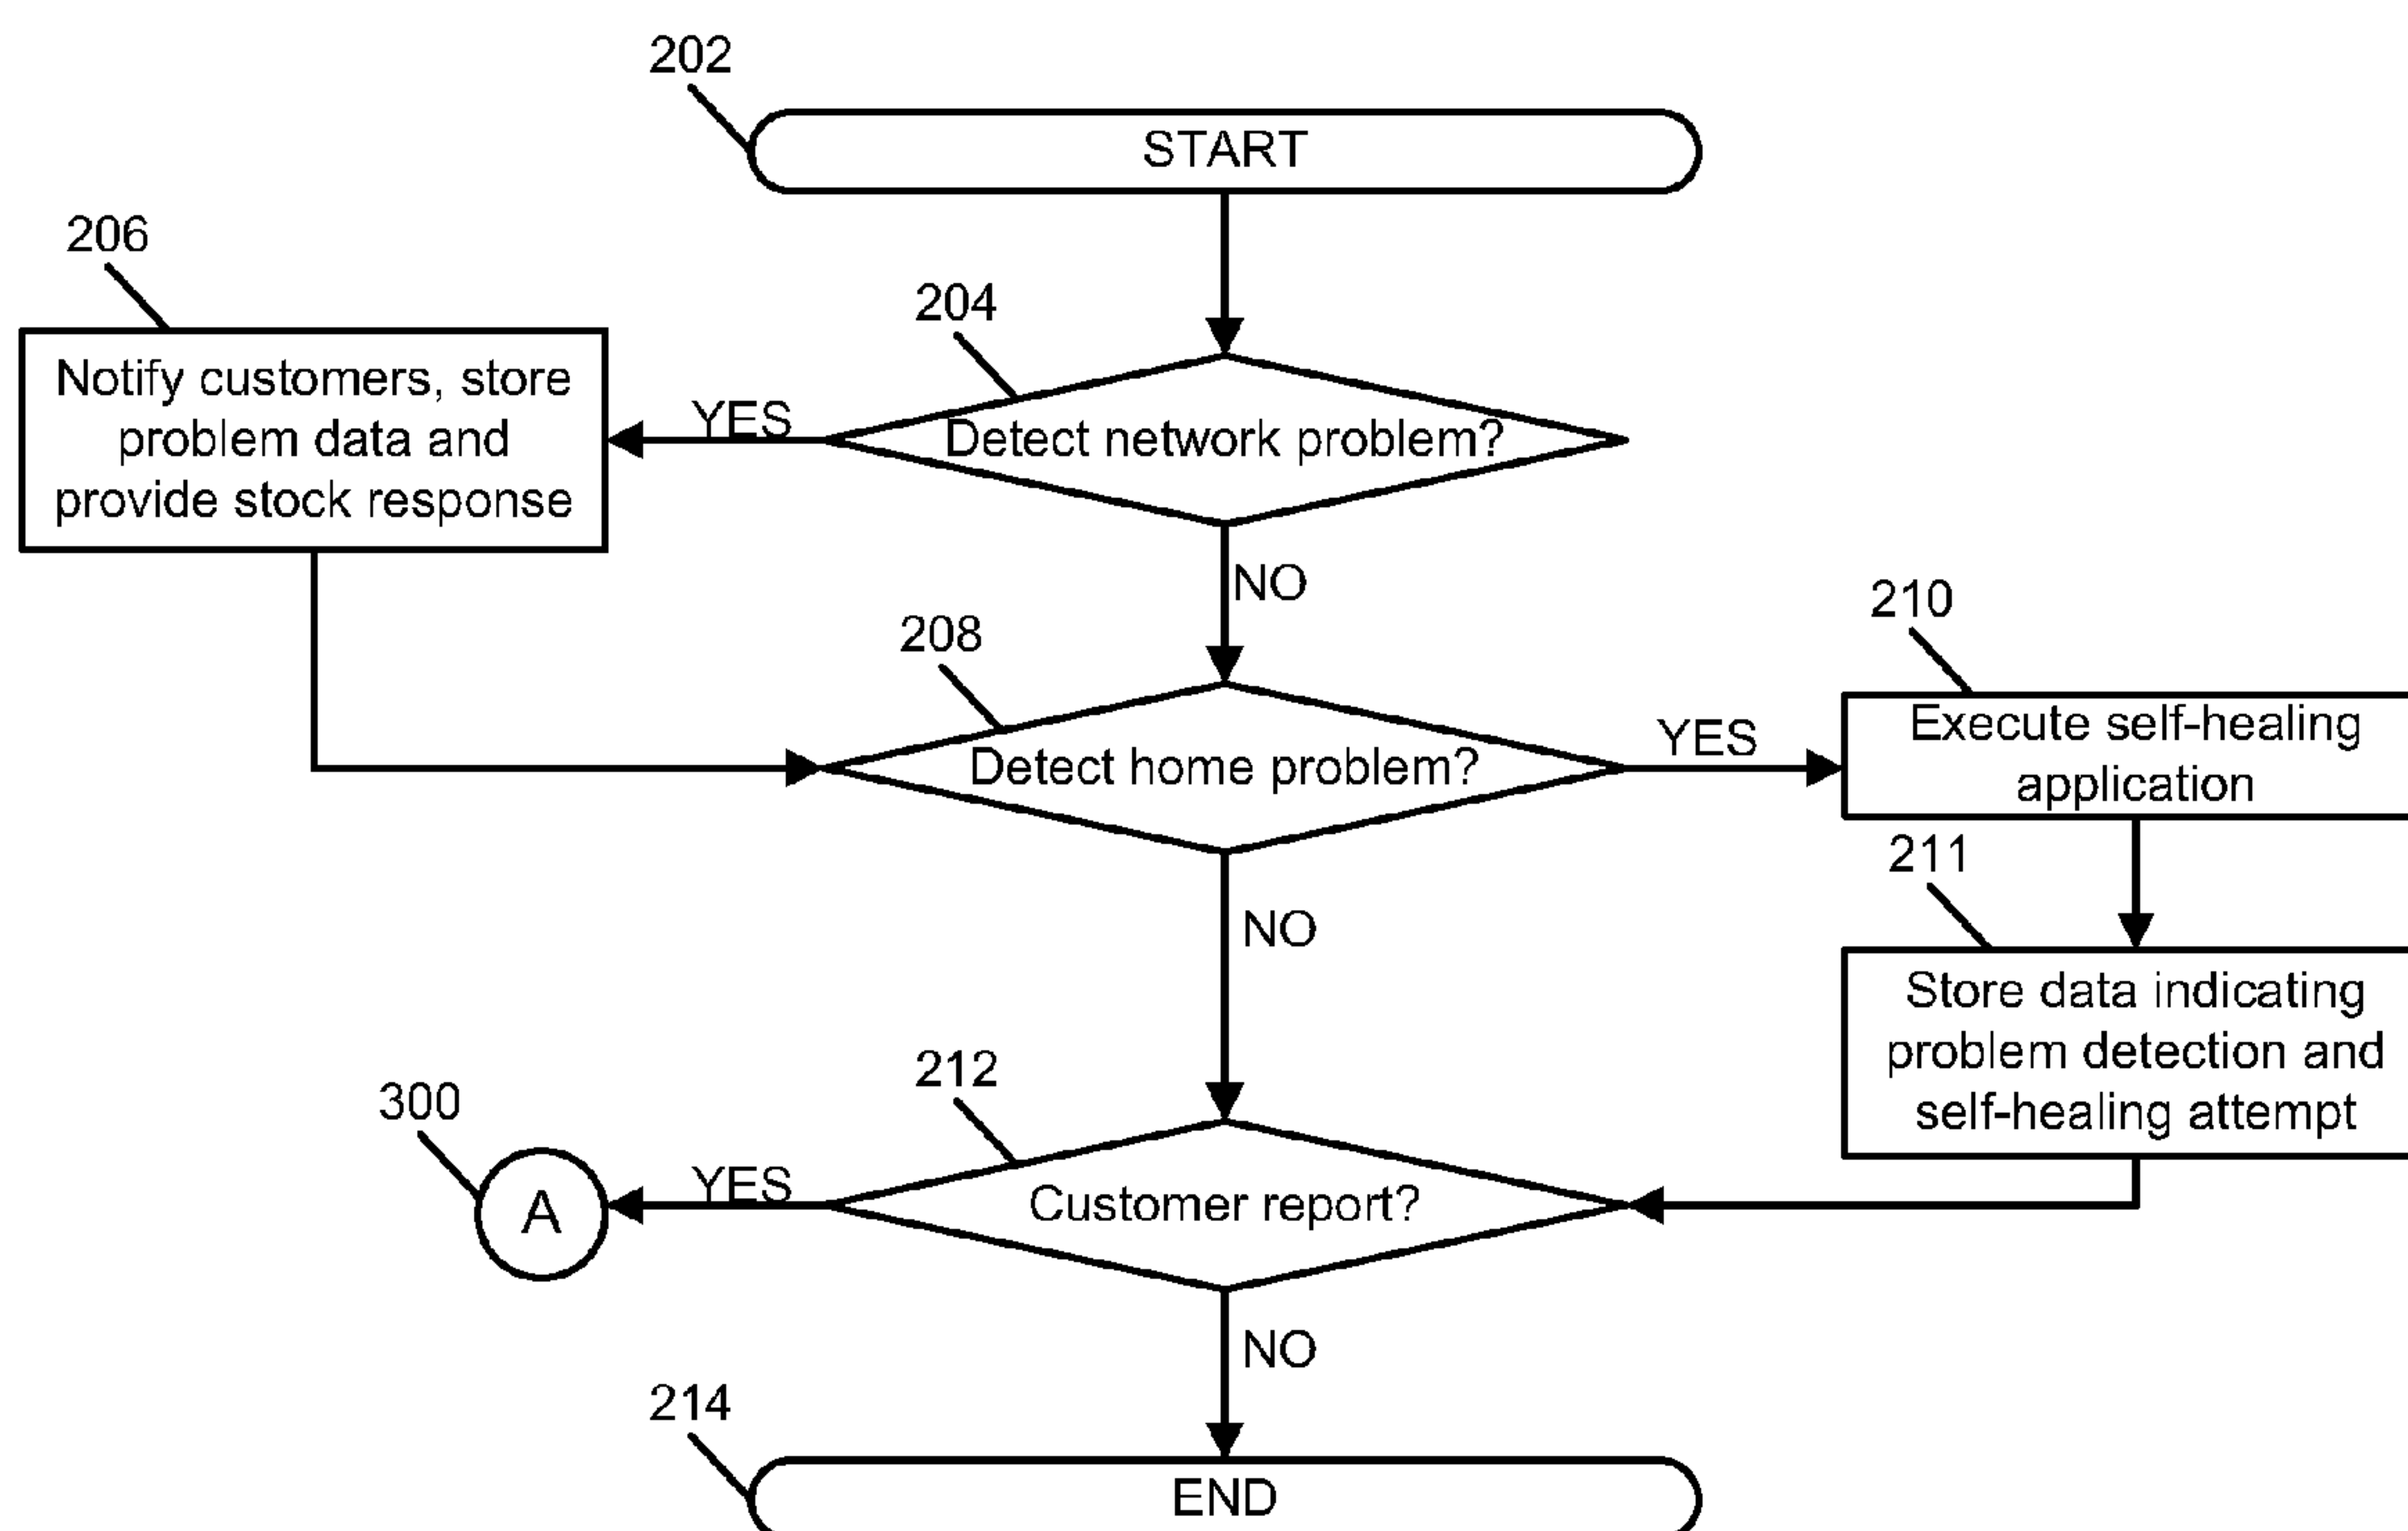 202
START
206
204
Notify customers, store
problem data and
provide stock response
YES
Detect network problem?
NO
208
210
Detect home problem?
YES
Execute self-healing
application
211
NO
Store data indicating
problem detection and
self-healing attempt
212
300
A
YES
Customer report?
NO
214
END